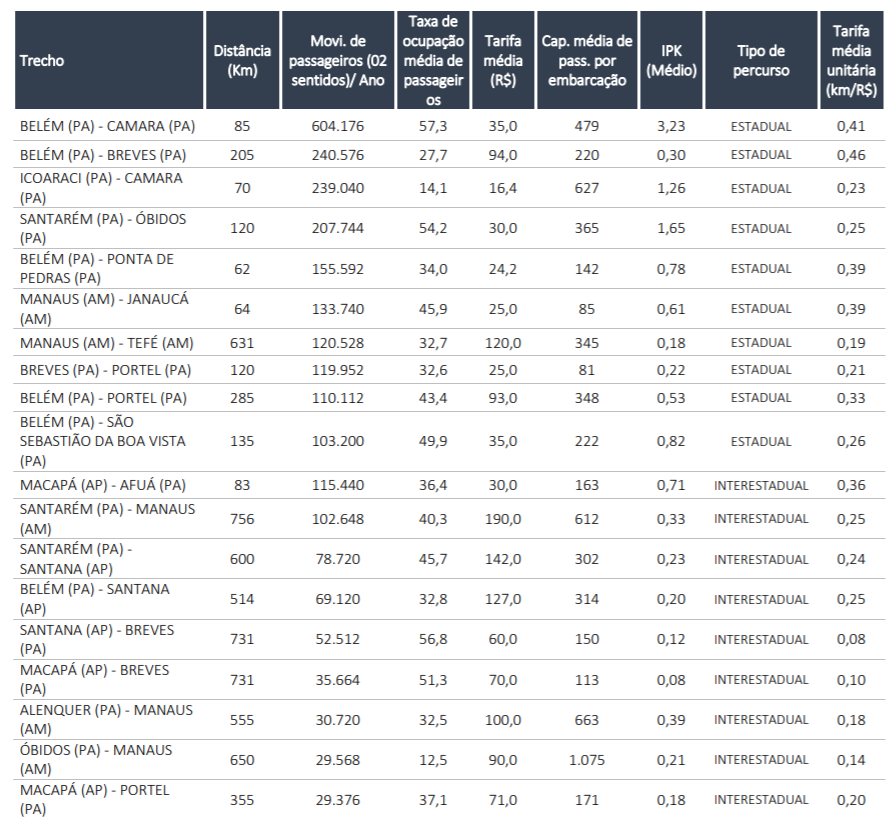 Trecho Distância (Km) Movi. de passageiros (02 sentidos)/ Ano Taxa de ocupação média de passageir os Tarifa média (R$) Cap. média de pass. por embarcação IPK (Médio) Tipo de percurso Tarifa média unitária (km/R$)
BELÉM (PA) - CAMARA (PA) 85 604.176 57,3 35,0 479 3,23 ESTADUAL 0,41
BELÉM (PA) - BREVES (PA) 205 240.576 27,7 94,0 220 0,30 ESTADUAL 0,46
ICOARACI (PA) - CAMARA
(PA) 70 239.040 14,1 16,4 627 1,26 ESTADUAL 0,23
SANTARÉM (PA) - ÓBIDOS
(PA) 120 207.744 54,2 30,0 365 1,65 ESTADUAL 0,25
BELÉM (PA) - PONTA DE
PEDRAS (PA) 62 155.592 34,0 24,2 142 0,78 ESTADUAL 0,39
MANAUS (AM) - JANAUCÁ
(AM) 64 133.740 45,9 25,0 85 0,61 ESTADUAL 0,39
MANAUS (AM) - TEFÉ (AM) 631 120.528 32,7 120,0 345 0,18 ESTADUAL 0,19
BREVES (PA) - PORTEL (PA) 120 119.952 32,6 25,0 81 0,22 ESTADUAL 0,21
BELÉM (PA) - PORTEL (PA) 285 110.112 43,4 93,0 348 0,53 ESTADUAL 0,33
BELÉM (PA) - SÃO
SEBASTIÃO DA BOA VISTA
(PA) 135 103.200 49,9 35,0 222 0,82 ESTADUAL 0,26
MACAPÁ (AP) - AFUÁ (PA) 83 115.440 36,4 30,0 163 0,71 INTERESTADUAL 0,36
SANTARÉM (PA) - MANAUS
(AM) 756 102.648 40,3 190,0 612 0,33 INTERESTADUAL 0,25
SANTARÉM (PA) -
SANTANA (AP) 600 78.720 45,7 142,0 302 0,23 INTERESTADUAL 0,24
BELÉM (PA) - SANTANA
(AP) 514 69.120 32,8 127,0 314 0,20 INTERESTADUAL 0,25
SANTANA (AP) - BREVES
(PA) 731 52.512 56,8 60,0 150 0,12 INTERESTADUAL 0,08
MACAPÁ (AP) - BREVES
(PA) 731 35.664 51,3 70,0 113 0,08 INTERESTADUAL 0,10
ALENQUER (PA) - MANAUS
(AM) 555 30.720 32,5 100,0 663 0,39 INTERESTADUAL 0,18
ÓBIDOS (PA) - MANAUS
(AM) 650 29.568 12,5 90,0 1.075 0,21 INTERESTADUAL 0,14
MACAPÁ (AP) - PORTEL
(PA) 355 29.376 37,1 71,0 171 0,18 INTERESTADUAL 0,20